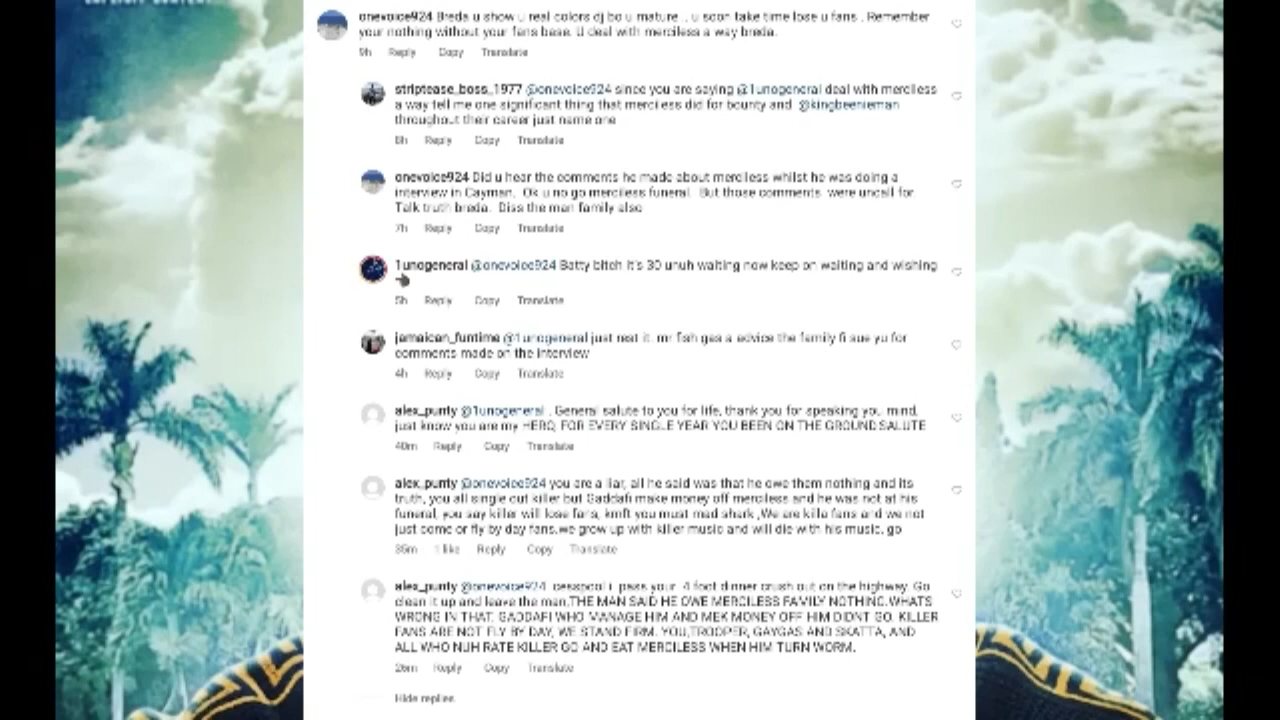 EXPLICIT CONTENT
onevoice924 Breda u show u real colors dj bo u mature .. u soon take time lose u fans . Remember
your nothing without your fans base. U deal with merciless a way breda.
9h Reply Copy Translate
striptease_boss_1977 @onevoice924 since you are saying @1unogeneral deal with merciless
a way tell me one significant thing that merciless did for bounty and @kingbeenieman
throughout their career just name one
8h Reply Copy Translate
onevoice924 Did u hear the comments he made about merciless whilst he was doing a
interview in Cayman. Ok u no go merciless funeral. But those comments were uncall for.
Talk truth breda. Diss the man family also
7h Reply Copy Translate
1unogeneral @onevoice924 Batty bitch it's 30 unuh waiting now keep on waiting and wishing
5h Reply Copy Translate
jamaican_funtime @1unogeneral just rest it. mr fish gas a advice the family fi sue yu for
comments made on the interview
4h Reply Copy Translate
alex_purity @1unogeneral . General salute to you for life, thank you for speaking you mind,
just know you are my HERO, FOR EVERY SINGLE YEAR YOU BEEN ON THE GROUND SALUTE
40m Reply Copy Translate
alex_purity @onevoice924 you are a liar, all he said was that he owe them nothing and its
truth, you all single out killer but Gaddafi make money off merciless and he was not at his
funeral, you say killer will lose fans, kmft you must mad shark ,We are killa fans and we not
just come or fly by day fans.we grow up with killer music and will die with his music, go
35m 1 like Reply Copy Translate
alex_purity @onevoice924 cesspool i pass your 4 foot dinner crush out on the highway. Go
clean it up and leave the man.THE MAN SAID HE OWE MERCILESS FAMILY NOTHING.WHATS
WRONG IN THAT. GADDAFI WHO MANAGE HIM AND MEK MONEY OFF HIM DIDNT GO. KILLER
FANS ARE NOT FLY BY DAY, WE STAND FIRM. YOU,TROOPER, GAYGAS AND SKATTA, AND
ALL WHO NUH RATE KILLER GO AND EAT MERCILESS WHEN HIM TURN WORM.
26m Reply Copy Translate
Hide replies